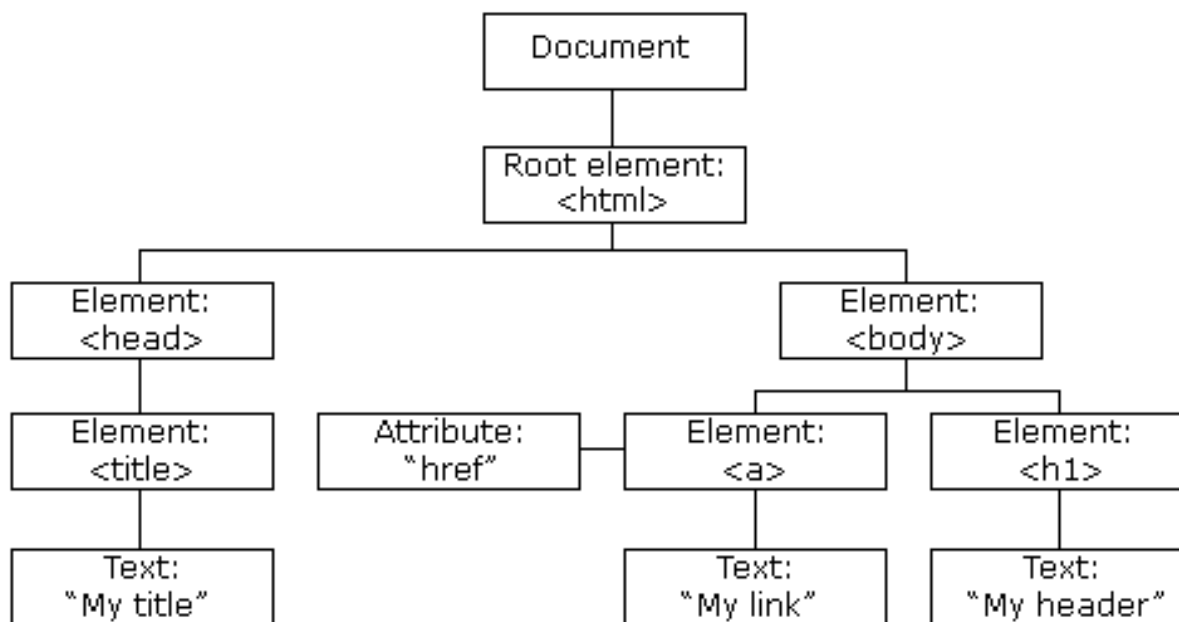 Document
Root element:
<html>
Element:
<head>
Element:
<body>
Element:
<title>
Attribute:
“href”
Element:
<a>
Element:
<h1>
Text:
“My title”
Text:
“My link”
Text:
“My header”